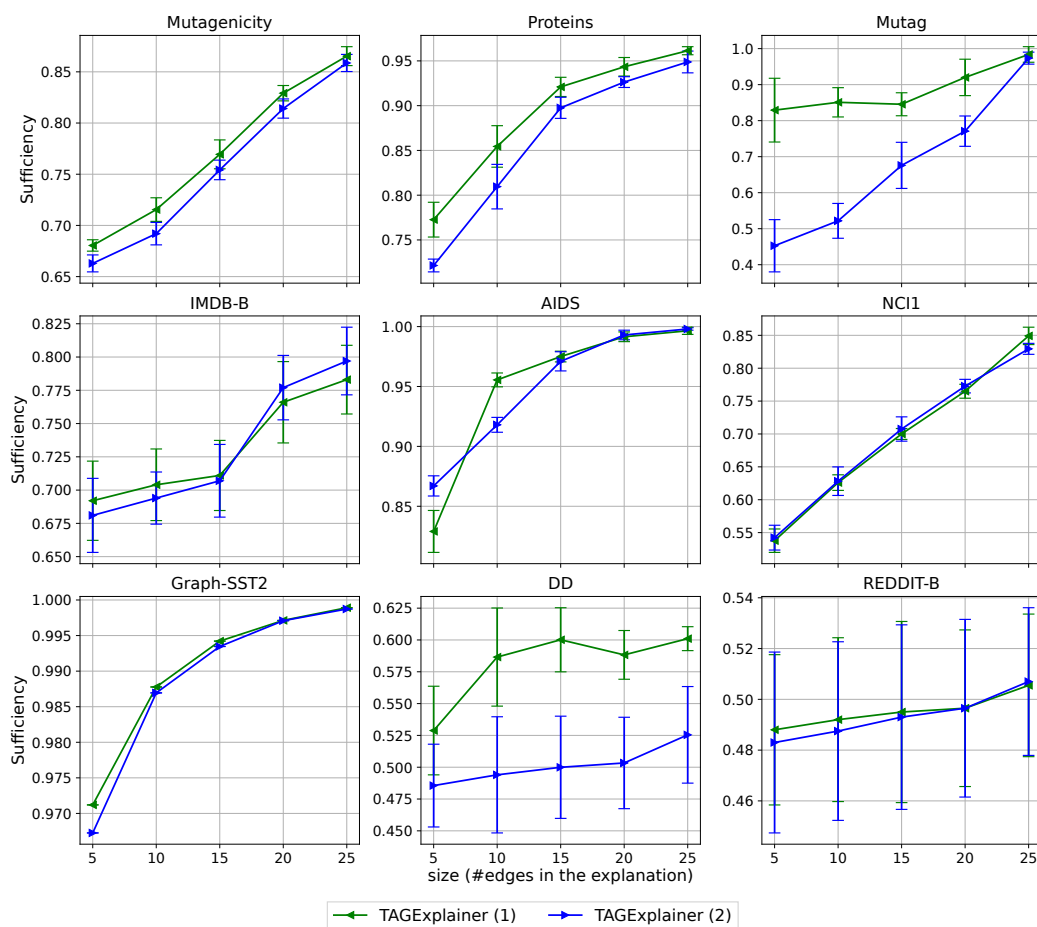 Mutagenicity Proteins Mutag
Sufficiency
0.85 0.95 1.0
0.80 0.90 0.9
0.75 0.85 0.8
0.70 0.80 0.7
0.65 0.75 0.6
0.5
0.4
IMDB-B AIDS NCI1
0.825 1.00 0.85
0.800 0.95 0.80
0.775 0.90 0.75
0.750 0.85 0.70
0.725 0.65
0.700 0.60
0.675 0.55
0.650
Graph-SST2 DD REDDIT-B
Sufficiency
1.000 0.625 0.54
0.995 0.600 0.52
0.990 0.575 0.50
0.985 0.550 0.48
0.980 0.525 0.46
0.975 0.500
0.970 0.475
0.450
5 10 15 20 25 5 10 15 20 25 5 10 15 20 25
size (#edges in the explanation)
TAGExplainer (1) TAGExplainer (2)